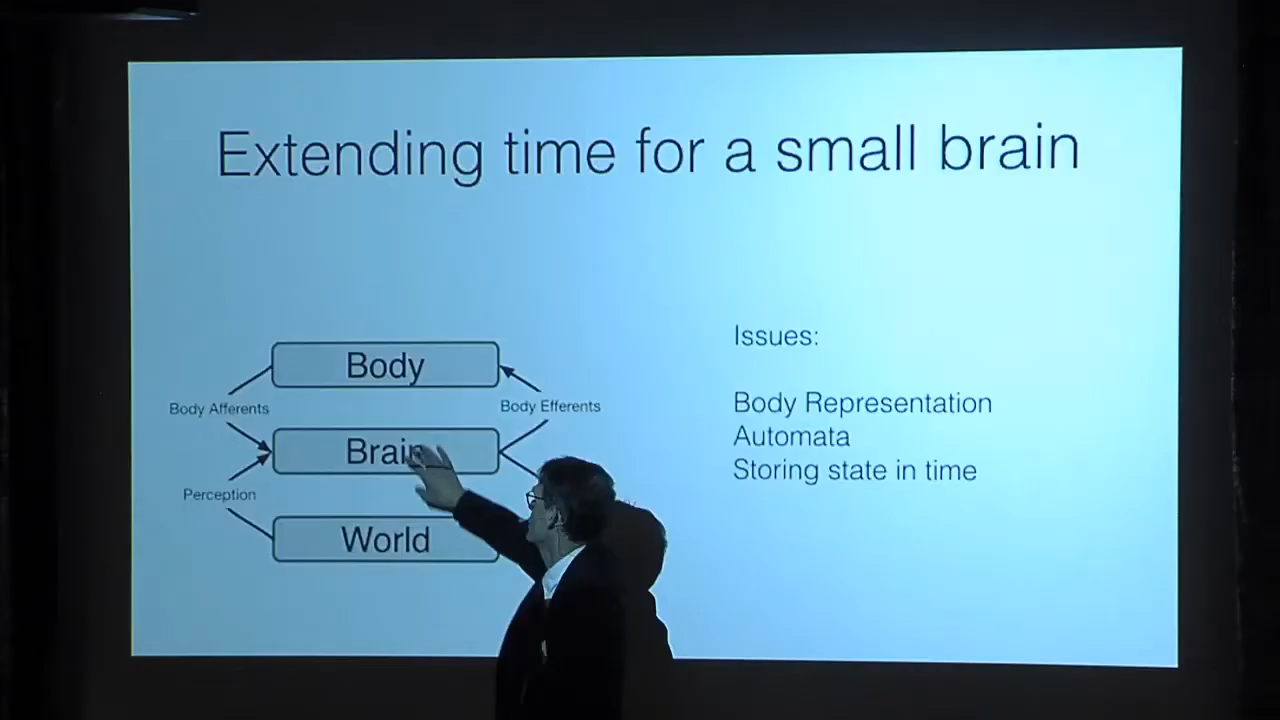 Extending time for a small brain
Body
Body Afferents
Body Efferents
Brain
Perception
World
Issues:
Body Representation
Automata
Storing state in time